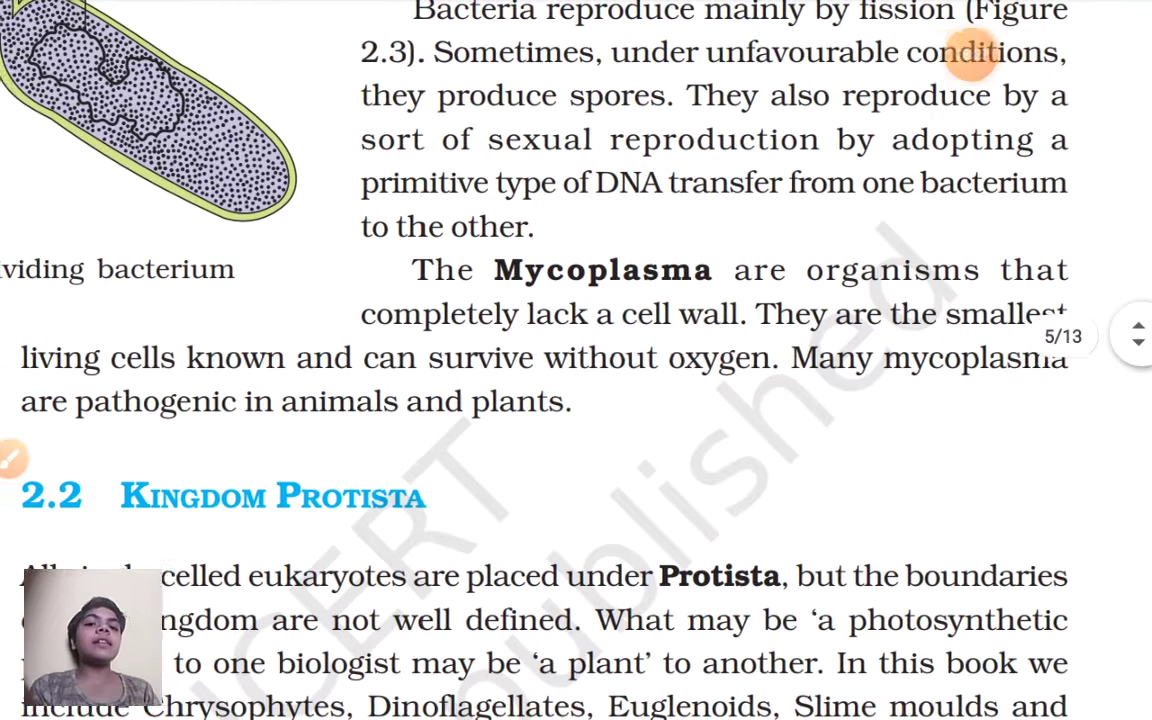 Bacteria reproduce mainly by fission (Figure
2.3). Sometimes, under unfavourable conditions,
they produce spores. They also reproduce by a
sort of sexual reproduction by adopting a
primitive type of DNA transfer from one bacterium
to the other.
dividing bacterium
The Mycoplasma are organisms that
completely lack a cell wall. They are the smallest
5/13
living cells known and can survive without oxygen. Many mycoplasma
are pathogenic in animals and plants.
2.2 KINGDOM PROTISTA
celled eukaryotes are placed under Protista, but the boundaries
ngdom are not well defined. What may be ‘a photosynthetic
to one biologist may be ‘a plant’ to another. In this book we
include Chrysophytes, Dinoflagellates, Euglenoids, Slime moulds and
NCERT
published